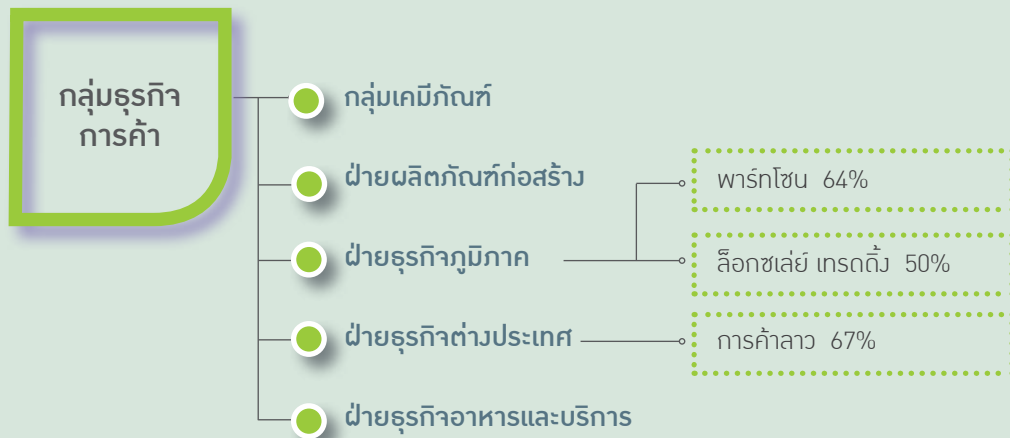 กลุ่มธุรกิจ
การค้า
กลุ่มเคมีภัณฑ์
ฝ่ายผลิตภัณฑ์ก่อสร้าง
ฝ่ายธุรกิจภูมิภาค
ฝ่ายธุรกิจต่างประเทศ
ฝ่ายธุรกิจอาหารและบริการ
พาร์ทโซน 64%
ล็อกซเล่ย์ เทรดดิ้ง 50%
การค้าลาว 67%